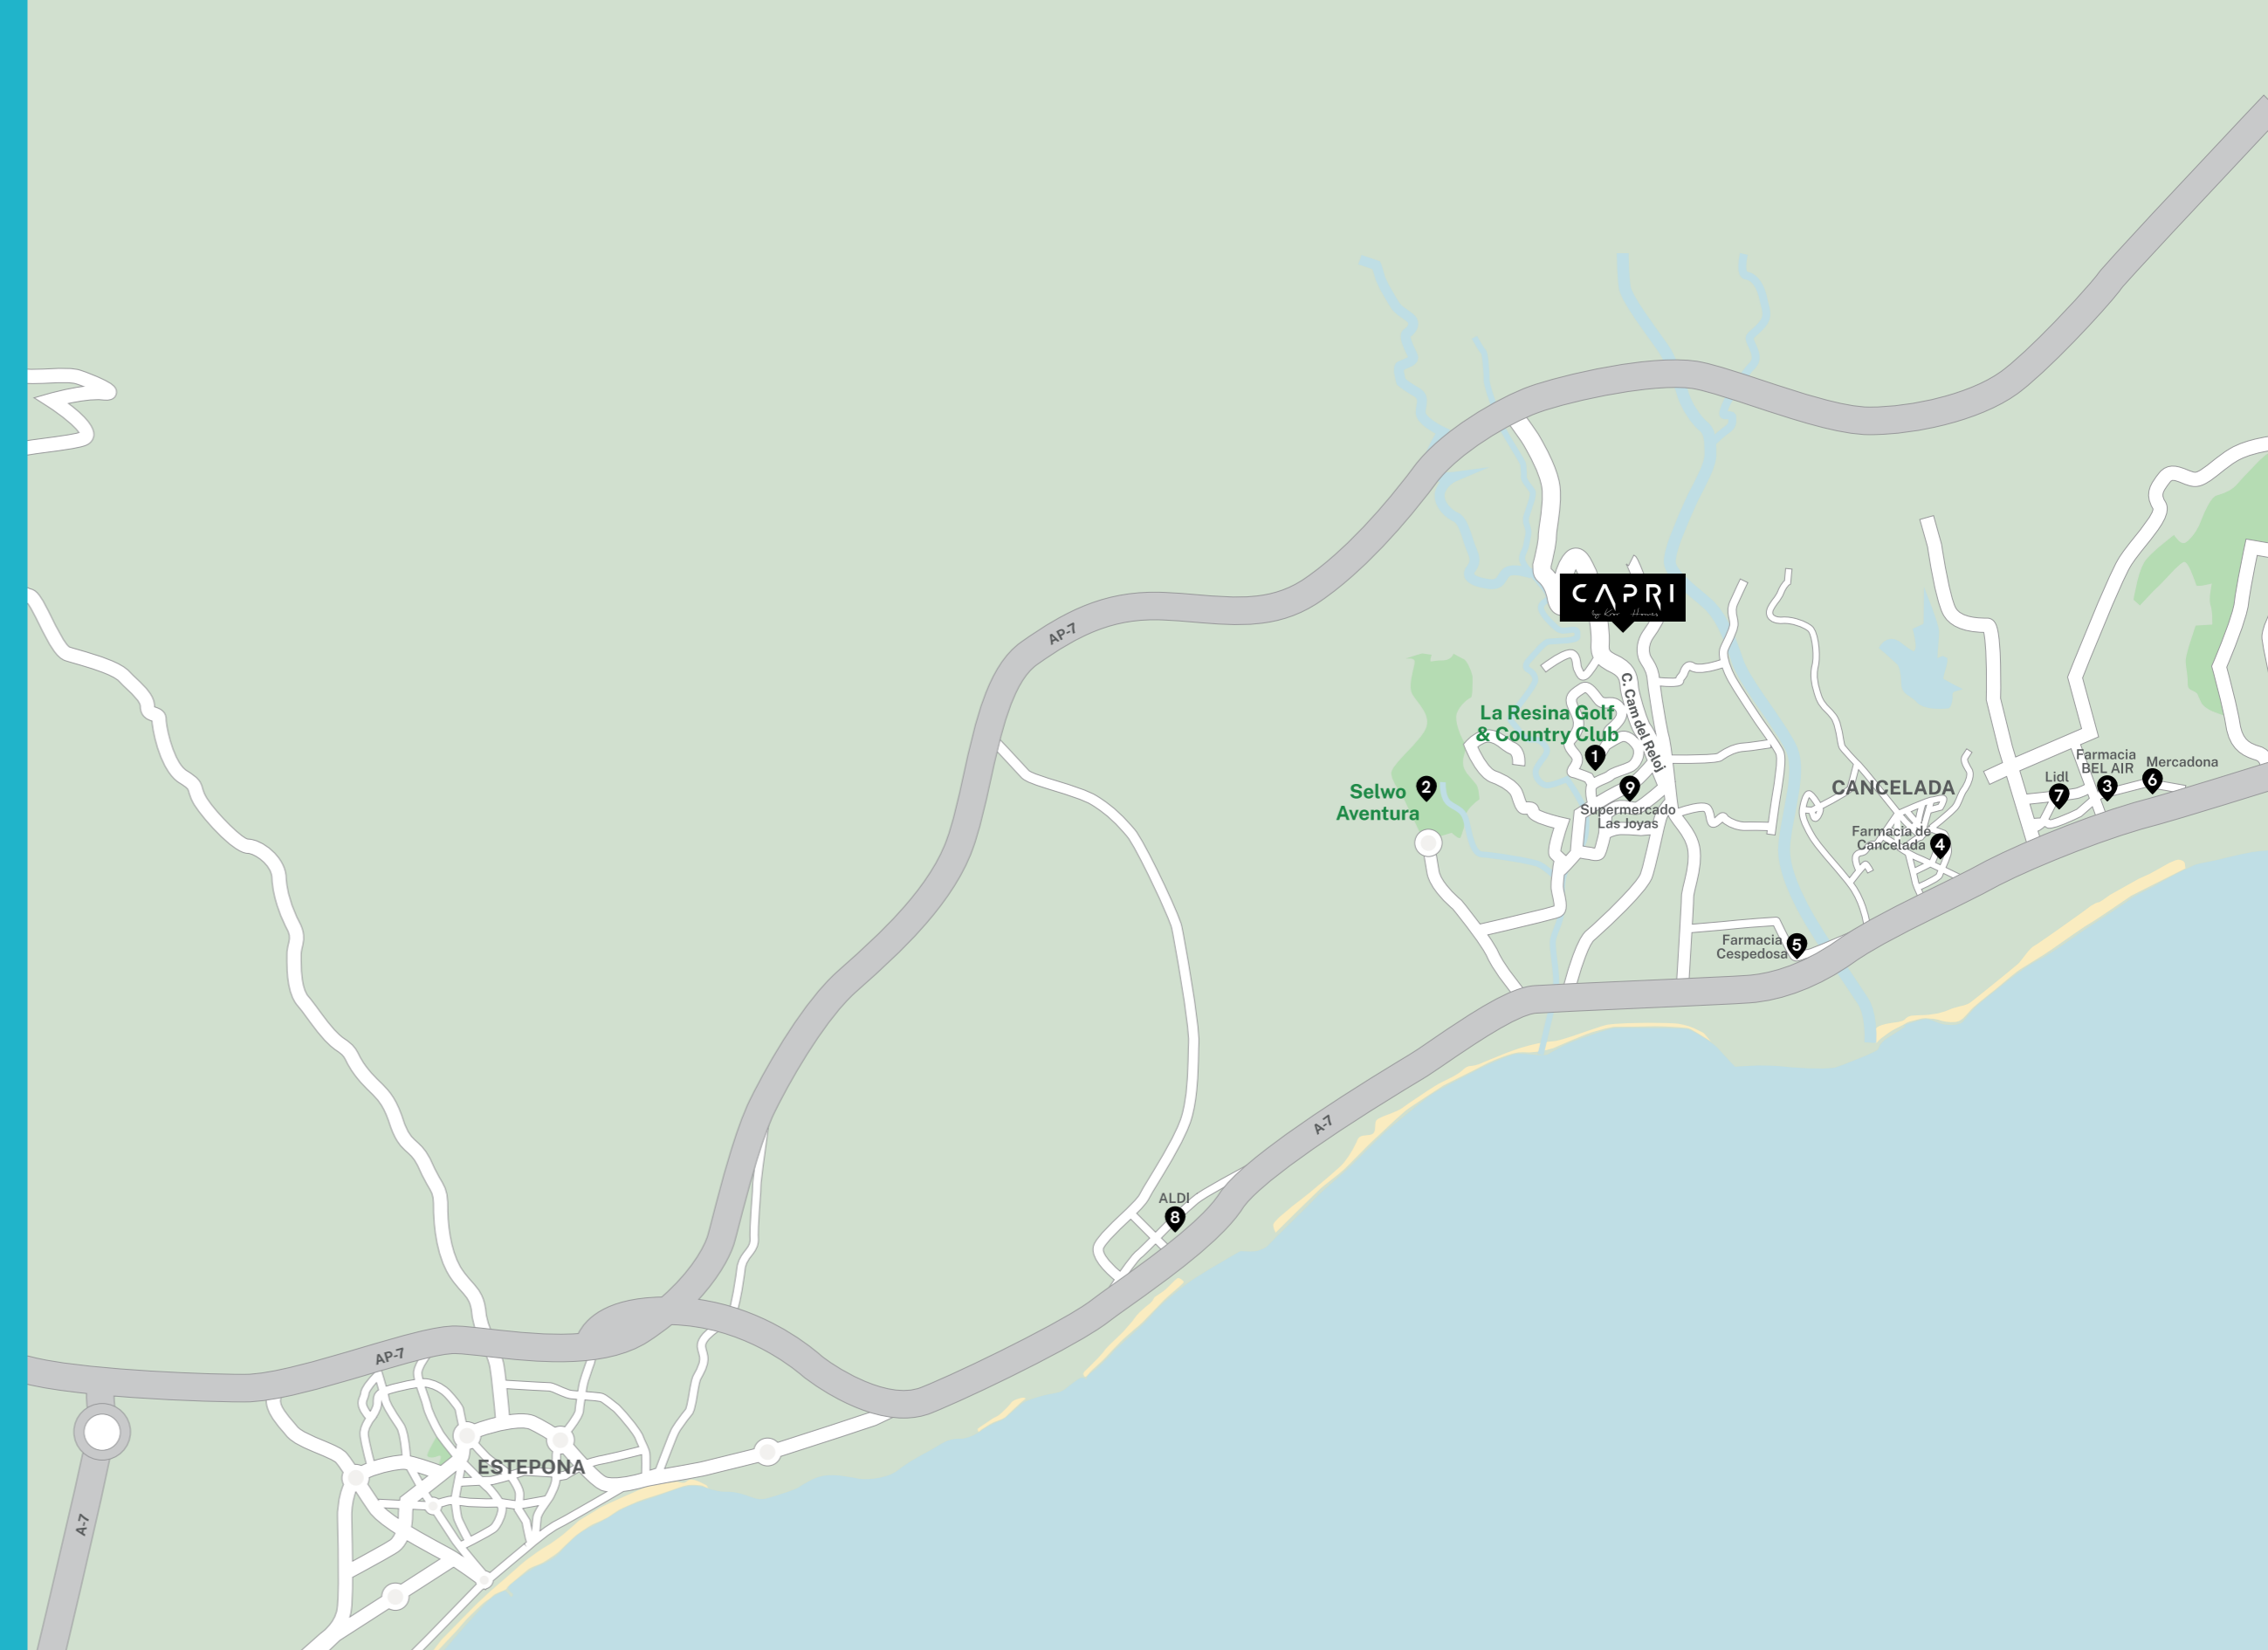 CAPRI
AP-7
C. Cam del Reloj
La Resina Golf
& Country Club
1
Selwo
Aventura
2
9
Supermercado
Las Joyas
CANCELADA
Farmacia
BEL AIR
3
Mercadona
6
Lidl
7
Farmacia de
Cancelada
4
Farmacia
Cespedosa
5
A-7
ALDI
8
AP-7
ESTEPONA
A-7